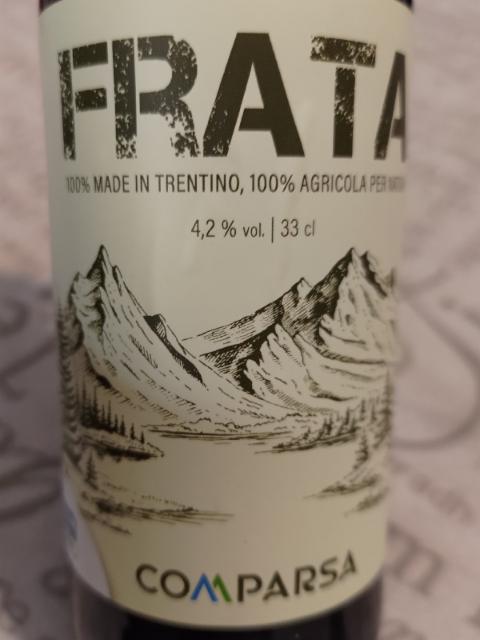 FRATA
100% MADE IN TRENTINO, 100% AGRICOLA PER
4,2 % vol. | 33 cl
COMPARSA